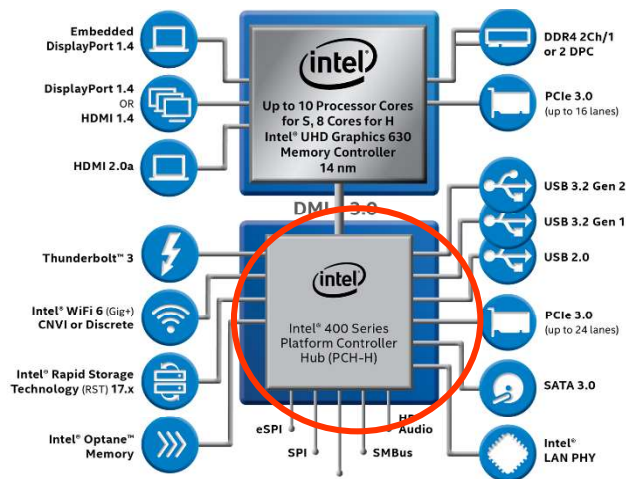 Embedded
DisplayPort 1.4
DisplayPort 1.4
OR
HDMI 1.4
HDMI 2.0a
intel
Up to 10 Processor Cores
for S, 8 Cores for H
Intel® UHD Graphics 630
Memory Controller
14 nm
DDR4 2Ch/1
or 2 DPC
PCIe 3.0
(up to 16 lanes)
DMI 3.0
USB 3.2 Gen 2
USB 3.2 Gen 1
USB 2.0
PCIe 3.0
(up to 24 lanes)
SATA 3.0
Intel®
LAN PHY
Thunderbolt™ 3
Intel® WiFi 6 (Gig+)
CNVI or Discrete
Intel® Rapid Storage
Technology (RST) 17.x
Intel® Optane™
Memory
intel
Intel® 400 Series
Platform Controller
Hub (PCH-H)
eSPI
SPI
SMBus
Audio